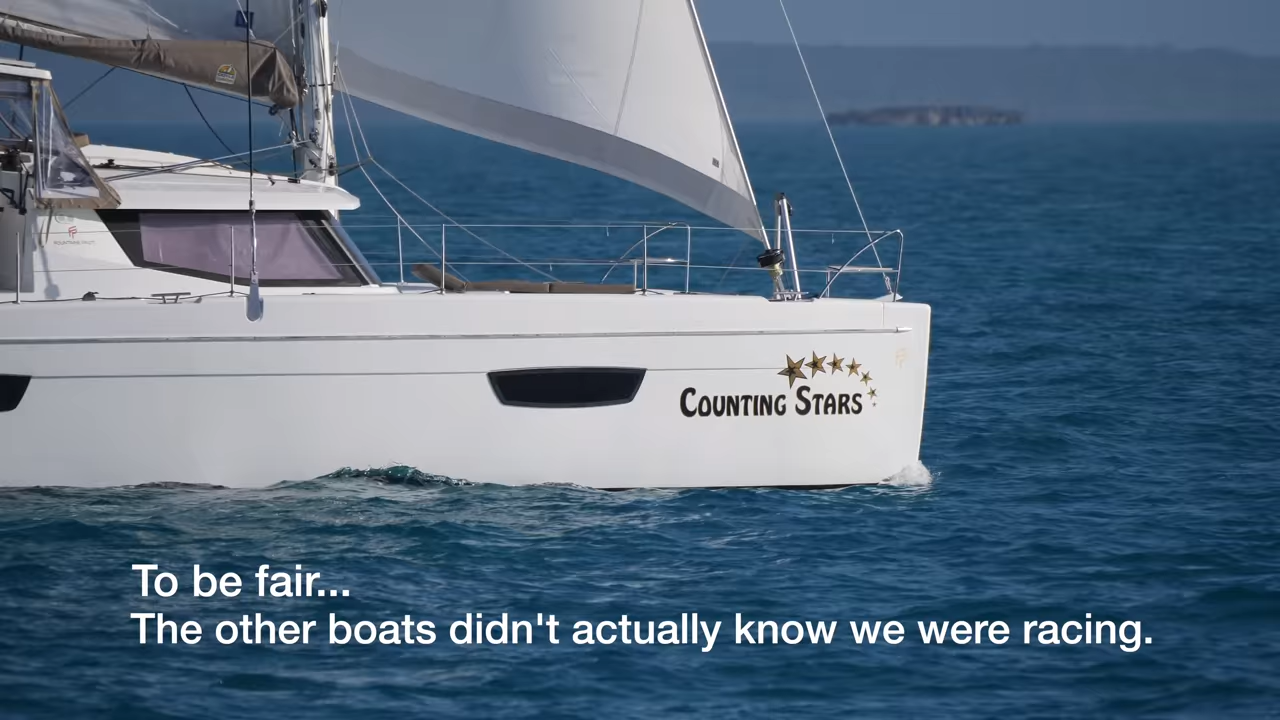 COUNTING STARS
To be fair...
The other boats didn't actually know we were racing.